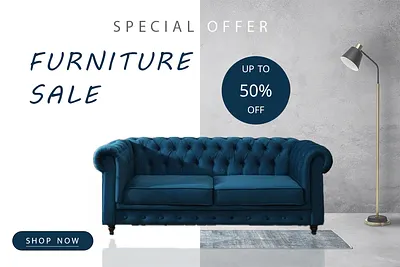 SPECIAL OFFER
FURNITURE
SALE
UP TO
50%
OFF
SHOP NOW